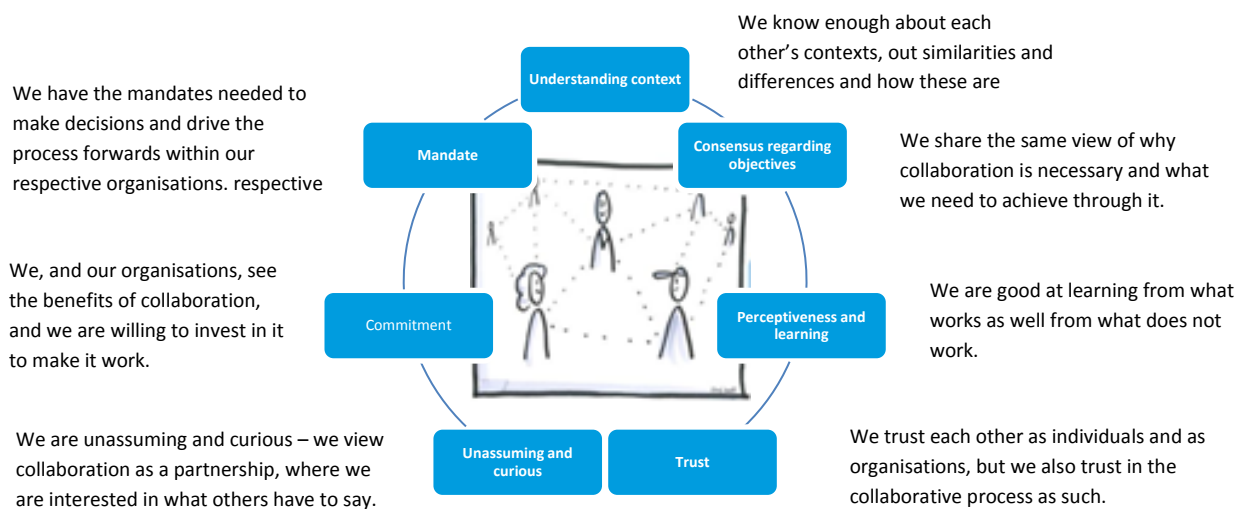 We know enough about each
other's contexts, out similarities and
differences and how these are
Understanding context
We have the mandates needed to
make decisions and drive the
process forwards within our
respective organisations. respective
Mandate
Consensus regarding
objectives
We share the same view of why
collaboration is necessary and what
we need to achieve through it.
We, and our organisations, see
the benefits of collaboration,
and we are willing to invest in it
to make it work.
Commitment
Perceptiveness and
learning
We are good at learning from what
works as well from what does not
work.
We are unassuming and curious – we view
collaboration as a partnership, where we
are interested in what others have to say.
Unassuming and
curious
Trust
We trust each other as individuals and as
organisations, but we also trust in the
collaborative process as such.